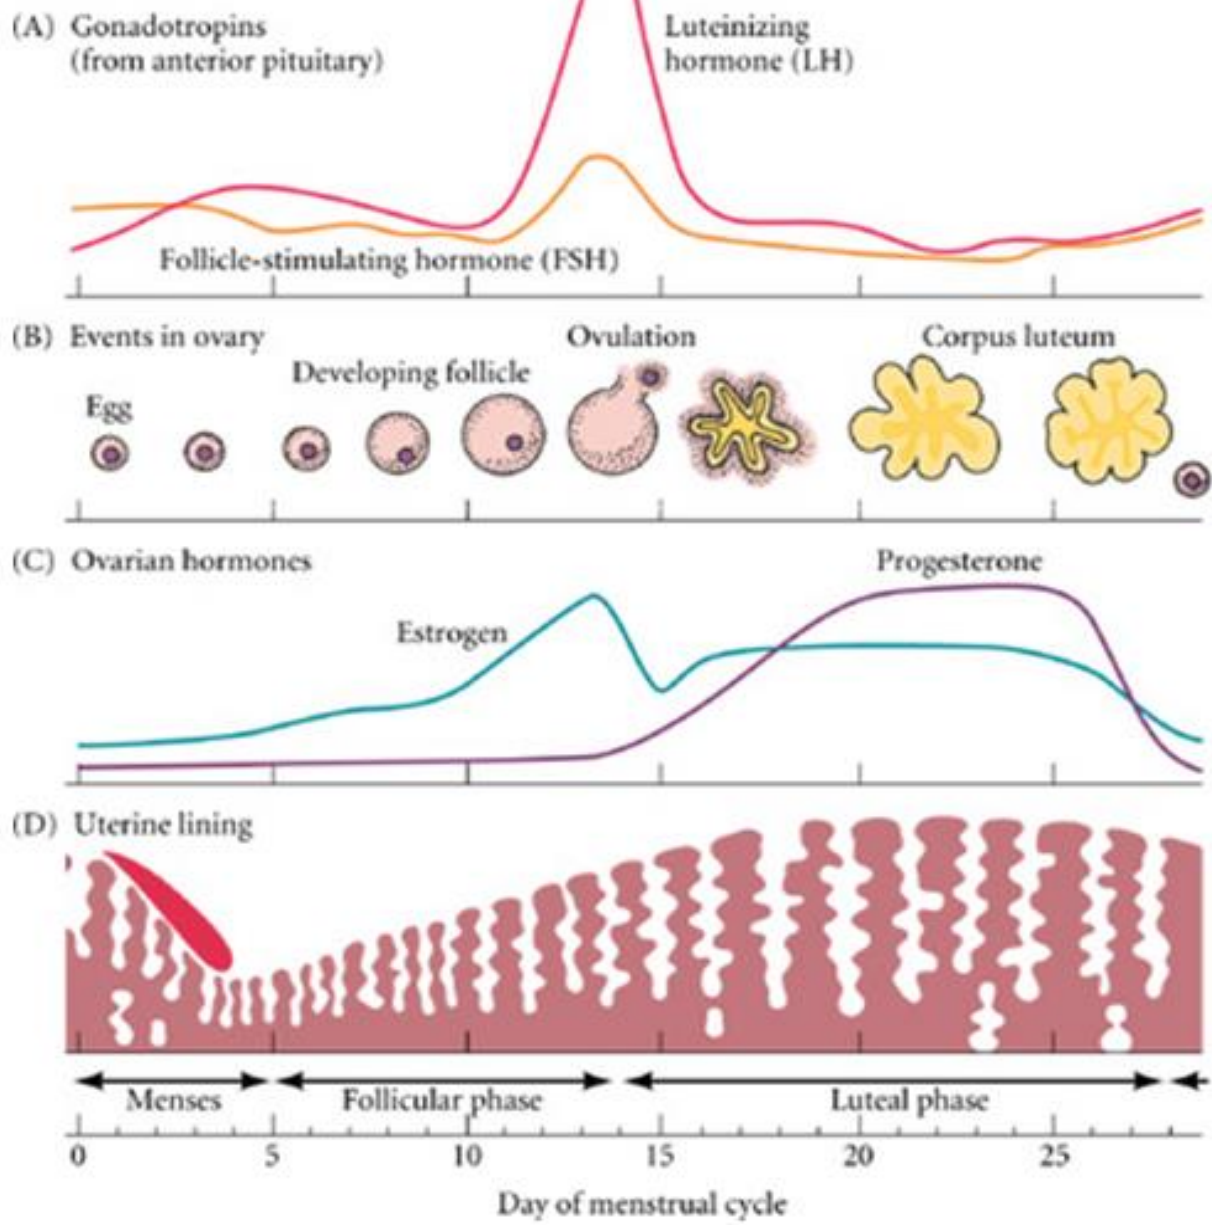 (A) Gonadotropins
(from anterior pituitary)
Luteinizing
hormone (LH)
Follicle-stimulating hormone (FSH)
(B) Events in ovary
Ovulation
Corpus luteum
Developing follicle
Egg
(C) Ovarian hormones
Progesterone
Estrogen
(D) Uterine lining
Menses
Follicular phase
Luteal phase
0 5 10 15 20 25
Day of menstrual cycle